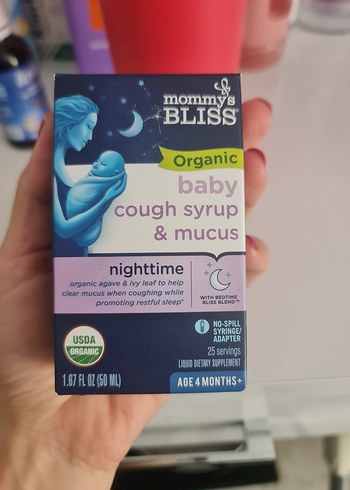 mommy's
BLISS®
Organic
baby
cough syrup
& mucus
nighttime
organic agave & ivy leaf to help
clear mucus when coughing while
promoting restful sleep*
WITH BEDTIME
BLISS BLEND™
USDA
ORGANIC
NO-SPILL
SYRINGE/
ADAPTER
25 servings
LIQUID DIETARY SUPPLEMENT
1.67 FL OZ (50 ML)
AGE 4 MONTHS+